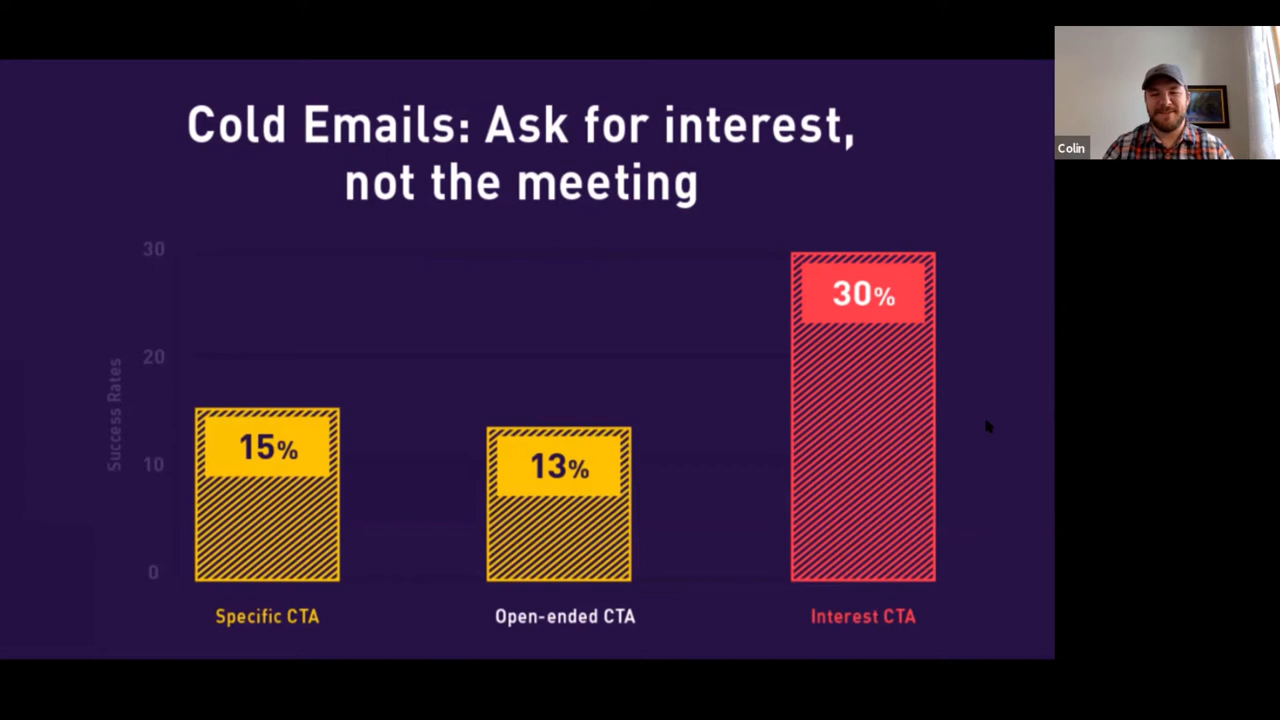 Cold Emails: Ask for interest,
not the meeting
Colin
30
20
10
0
Success Rates
15%
13%
30%
Specific CTA
Open-ended CTA
Interest CTA